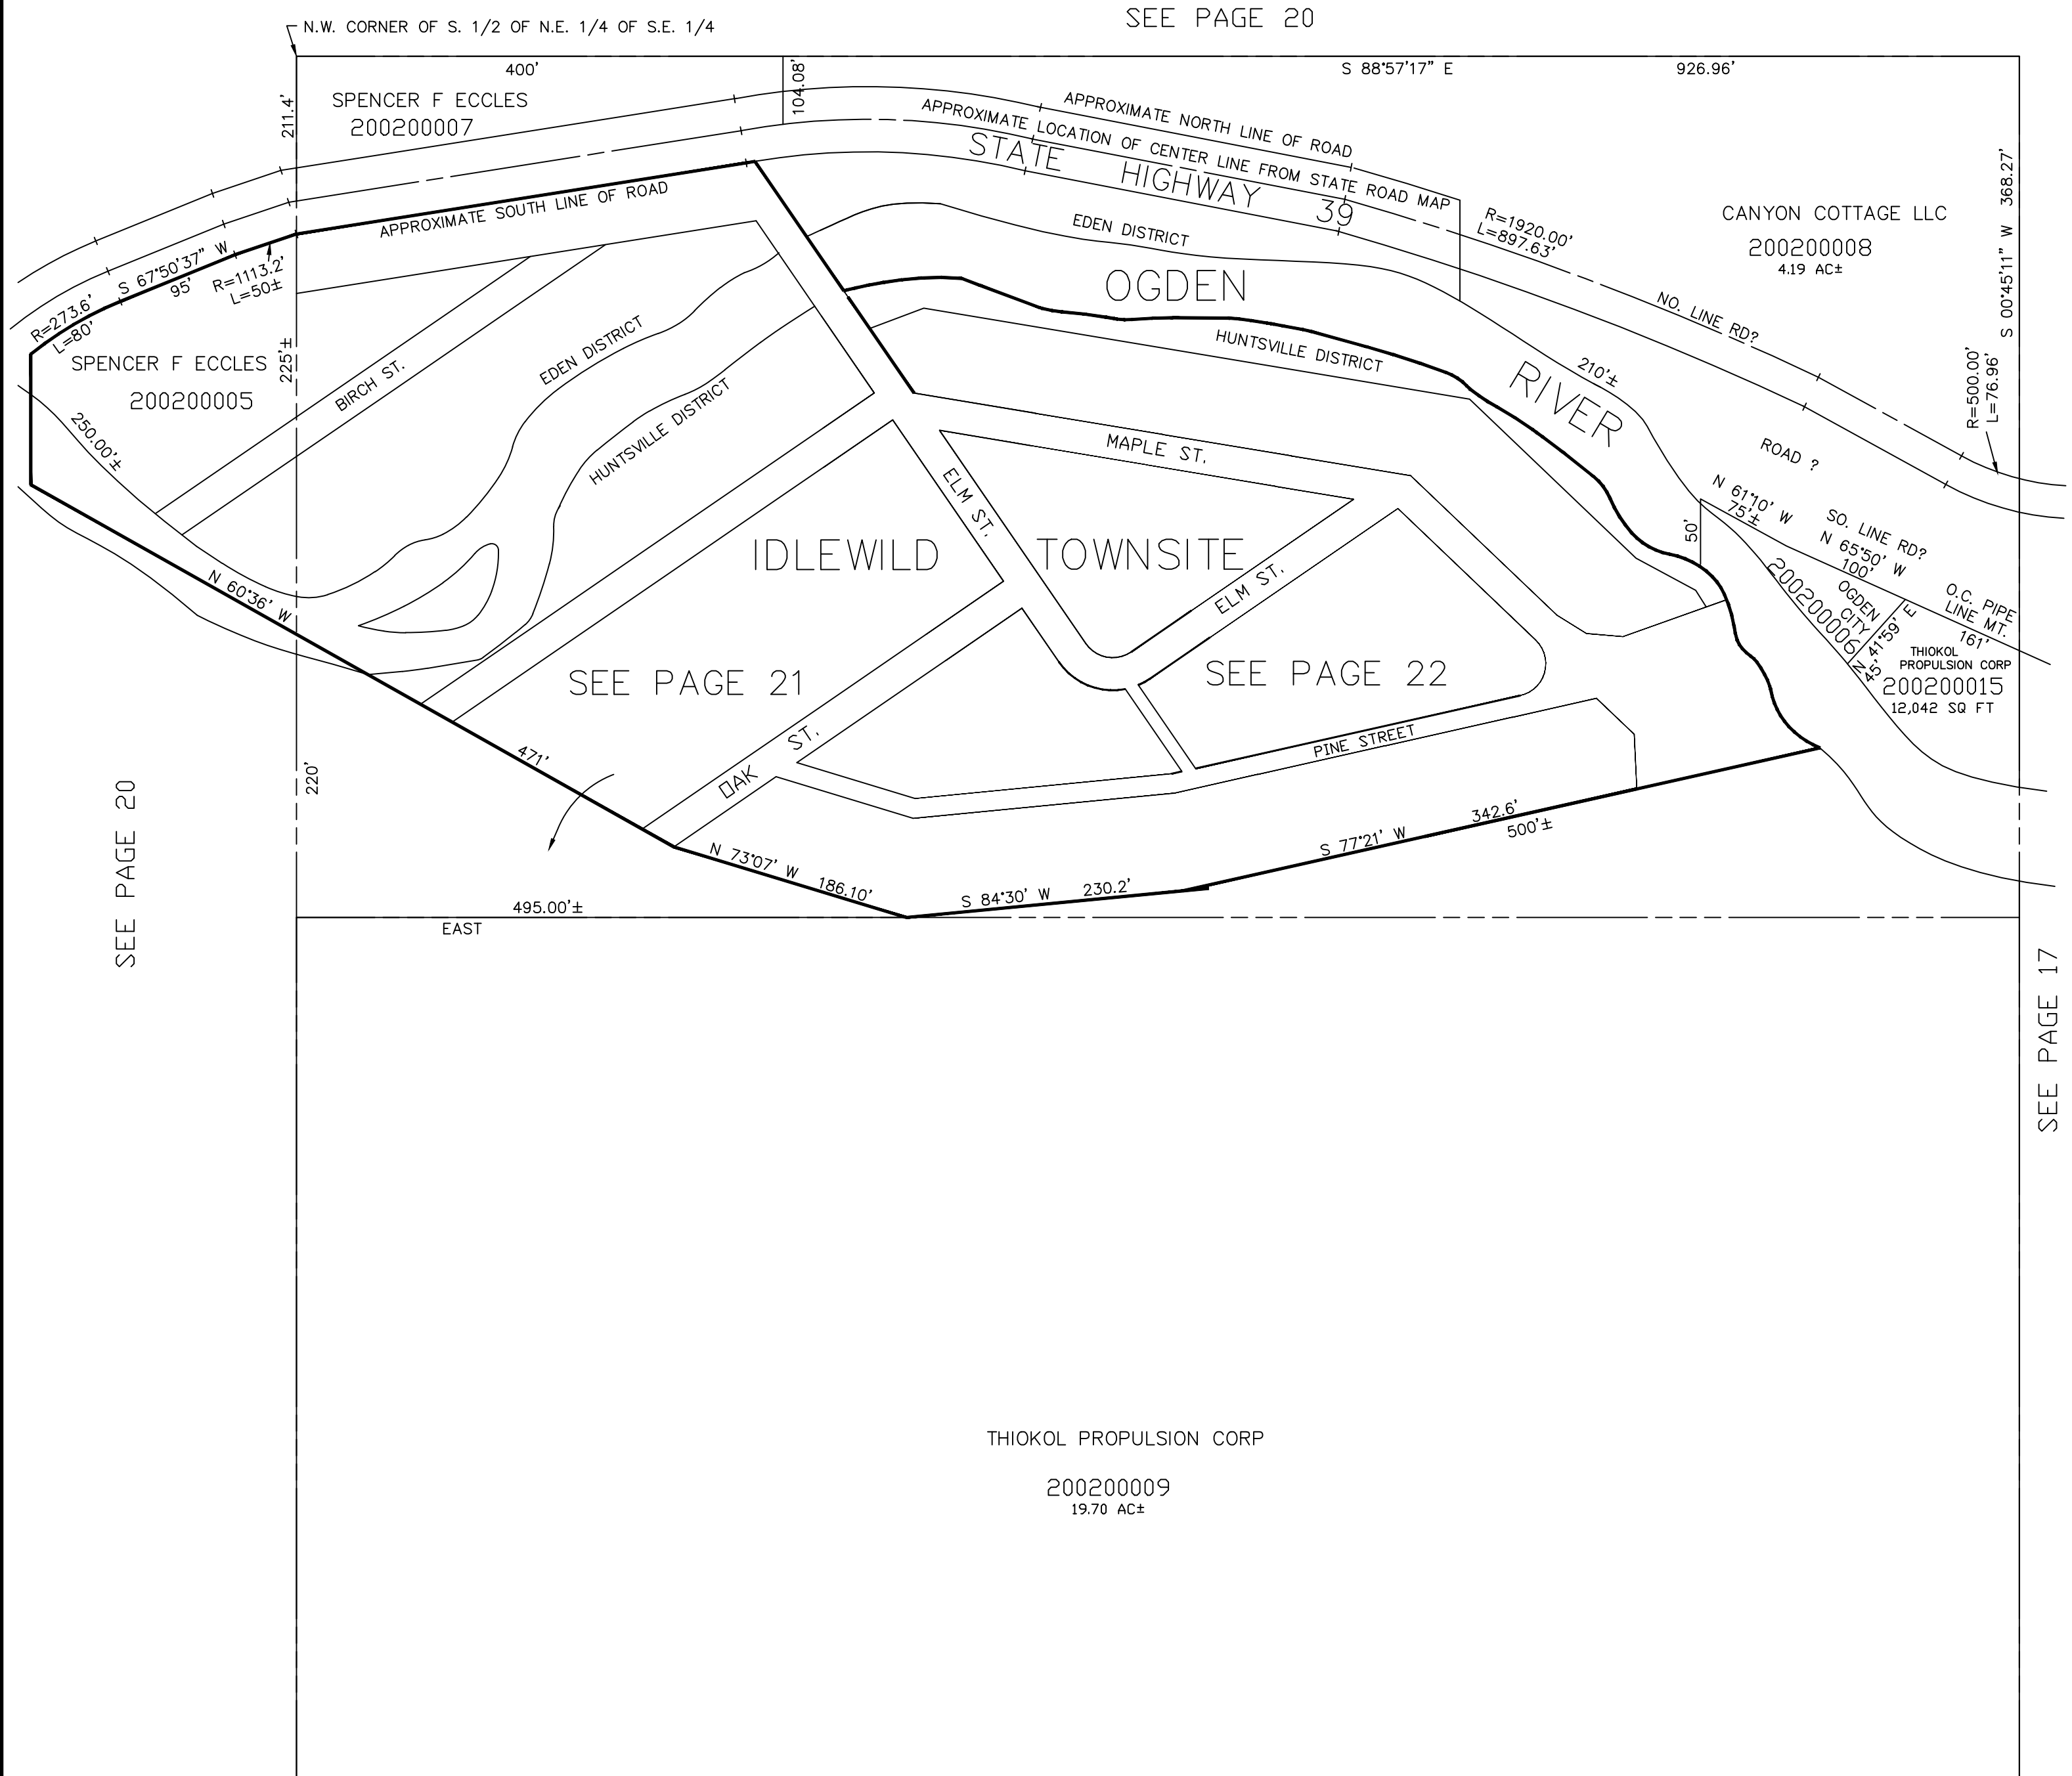 SEE PAGE 20
N.W. CORNER OF S. 1/2 OF N.E. 1/4 OF S.E. 1/4
400'
S 88°57'17" E
926.96'
211.4'
104.08'
SPENCER F ECCLES
200200007
APPROXIMATE NORTH LINE OF ROAD
APPROXIMATE LOCATION OF CENTER LINE FROM STATE ROAD MAP
STATE HIGHWAY 39
APPROXIMATE SOUTH LINE OF ROAD
R=1920.00'
L=897.63'
CANYON COTTAGE LLC
200200008
4.19 AC±
S 00°45'11" W 368.27'
EDEN DISTRICT
OGDEN
RIVER
S 67°50'37" W
95'
R=1113.2'
L=50±
R=273.6'
L=80'
NO. LINE RD?
HUNTSVILLE DISTRICT
210'±
R=500.00'
L=76.96'
SPENCER F ECCLES
200200005
225'±
BIRCH ST.
EDEN DISTRICT
HUNTSVILLE DISTRICT
250.00'±
MAPLE ST.
ELM ST.
ROAD ?
N 61°10' W
75'±
50'
SO. LINE RD?
N 65°50' W
100'
IDLEWILD TOWNSITE
ELM ST.
200200006
OGDEN
CITY
O.C. PIPE
LINE MT.
161'
N 41°59' E
45'
N 60°36' W
THIOKOL
PROPULSION CORP
200200015
12,042 SQ FT
SEE PAGE 21
SEE PAGE 22
OAK ST.
PINE STREET
471'
220'
SEE PAGE 20
342.6'
S 77°21' W
500'±
N 73°07' W 186.10'
S 84°30' W 230.2'
495.00'±
EAST
SEE PAGE 17
THIOKOL PROPULSION CORP
200200009
19.70 AC±